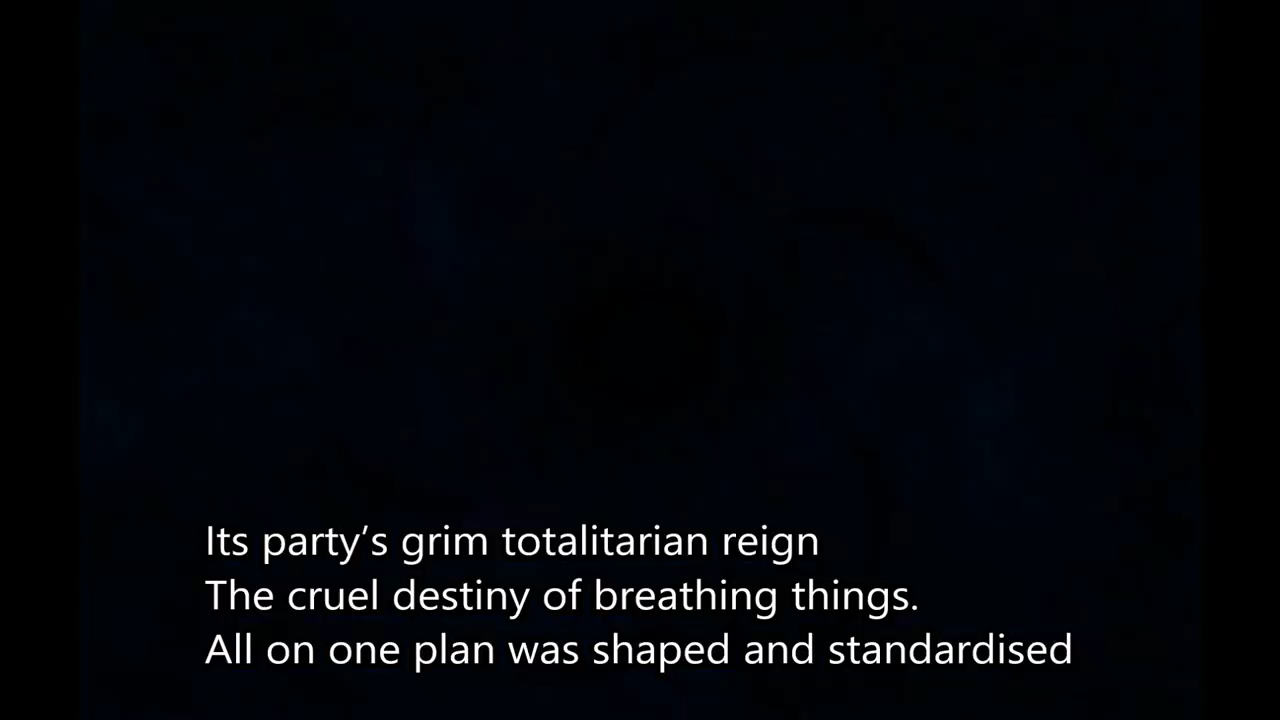 Its party’s grim totalitarian reign
The cruel destiny of breathing things.
All on one plan was shaped and standardised